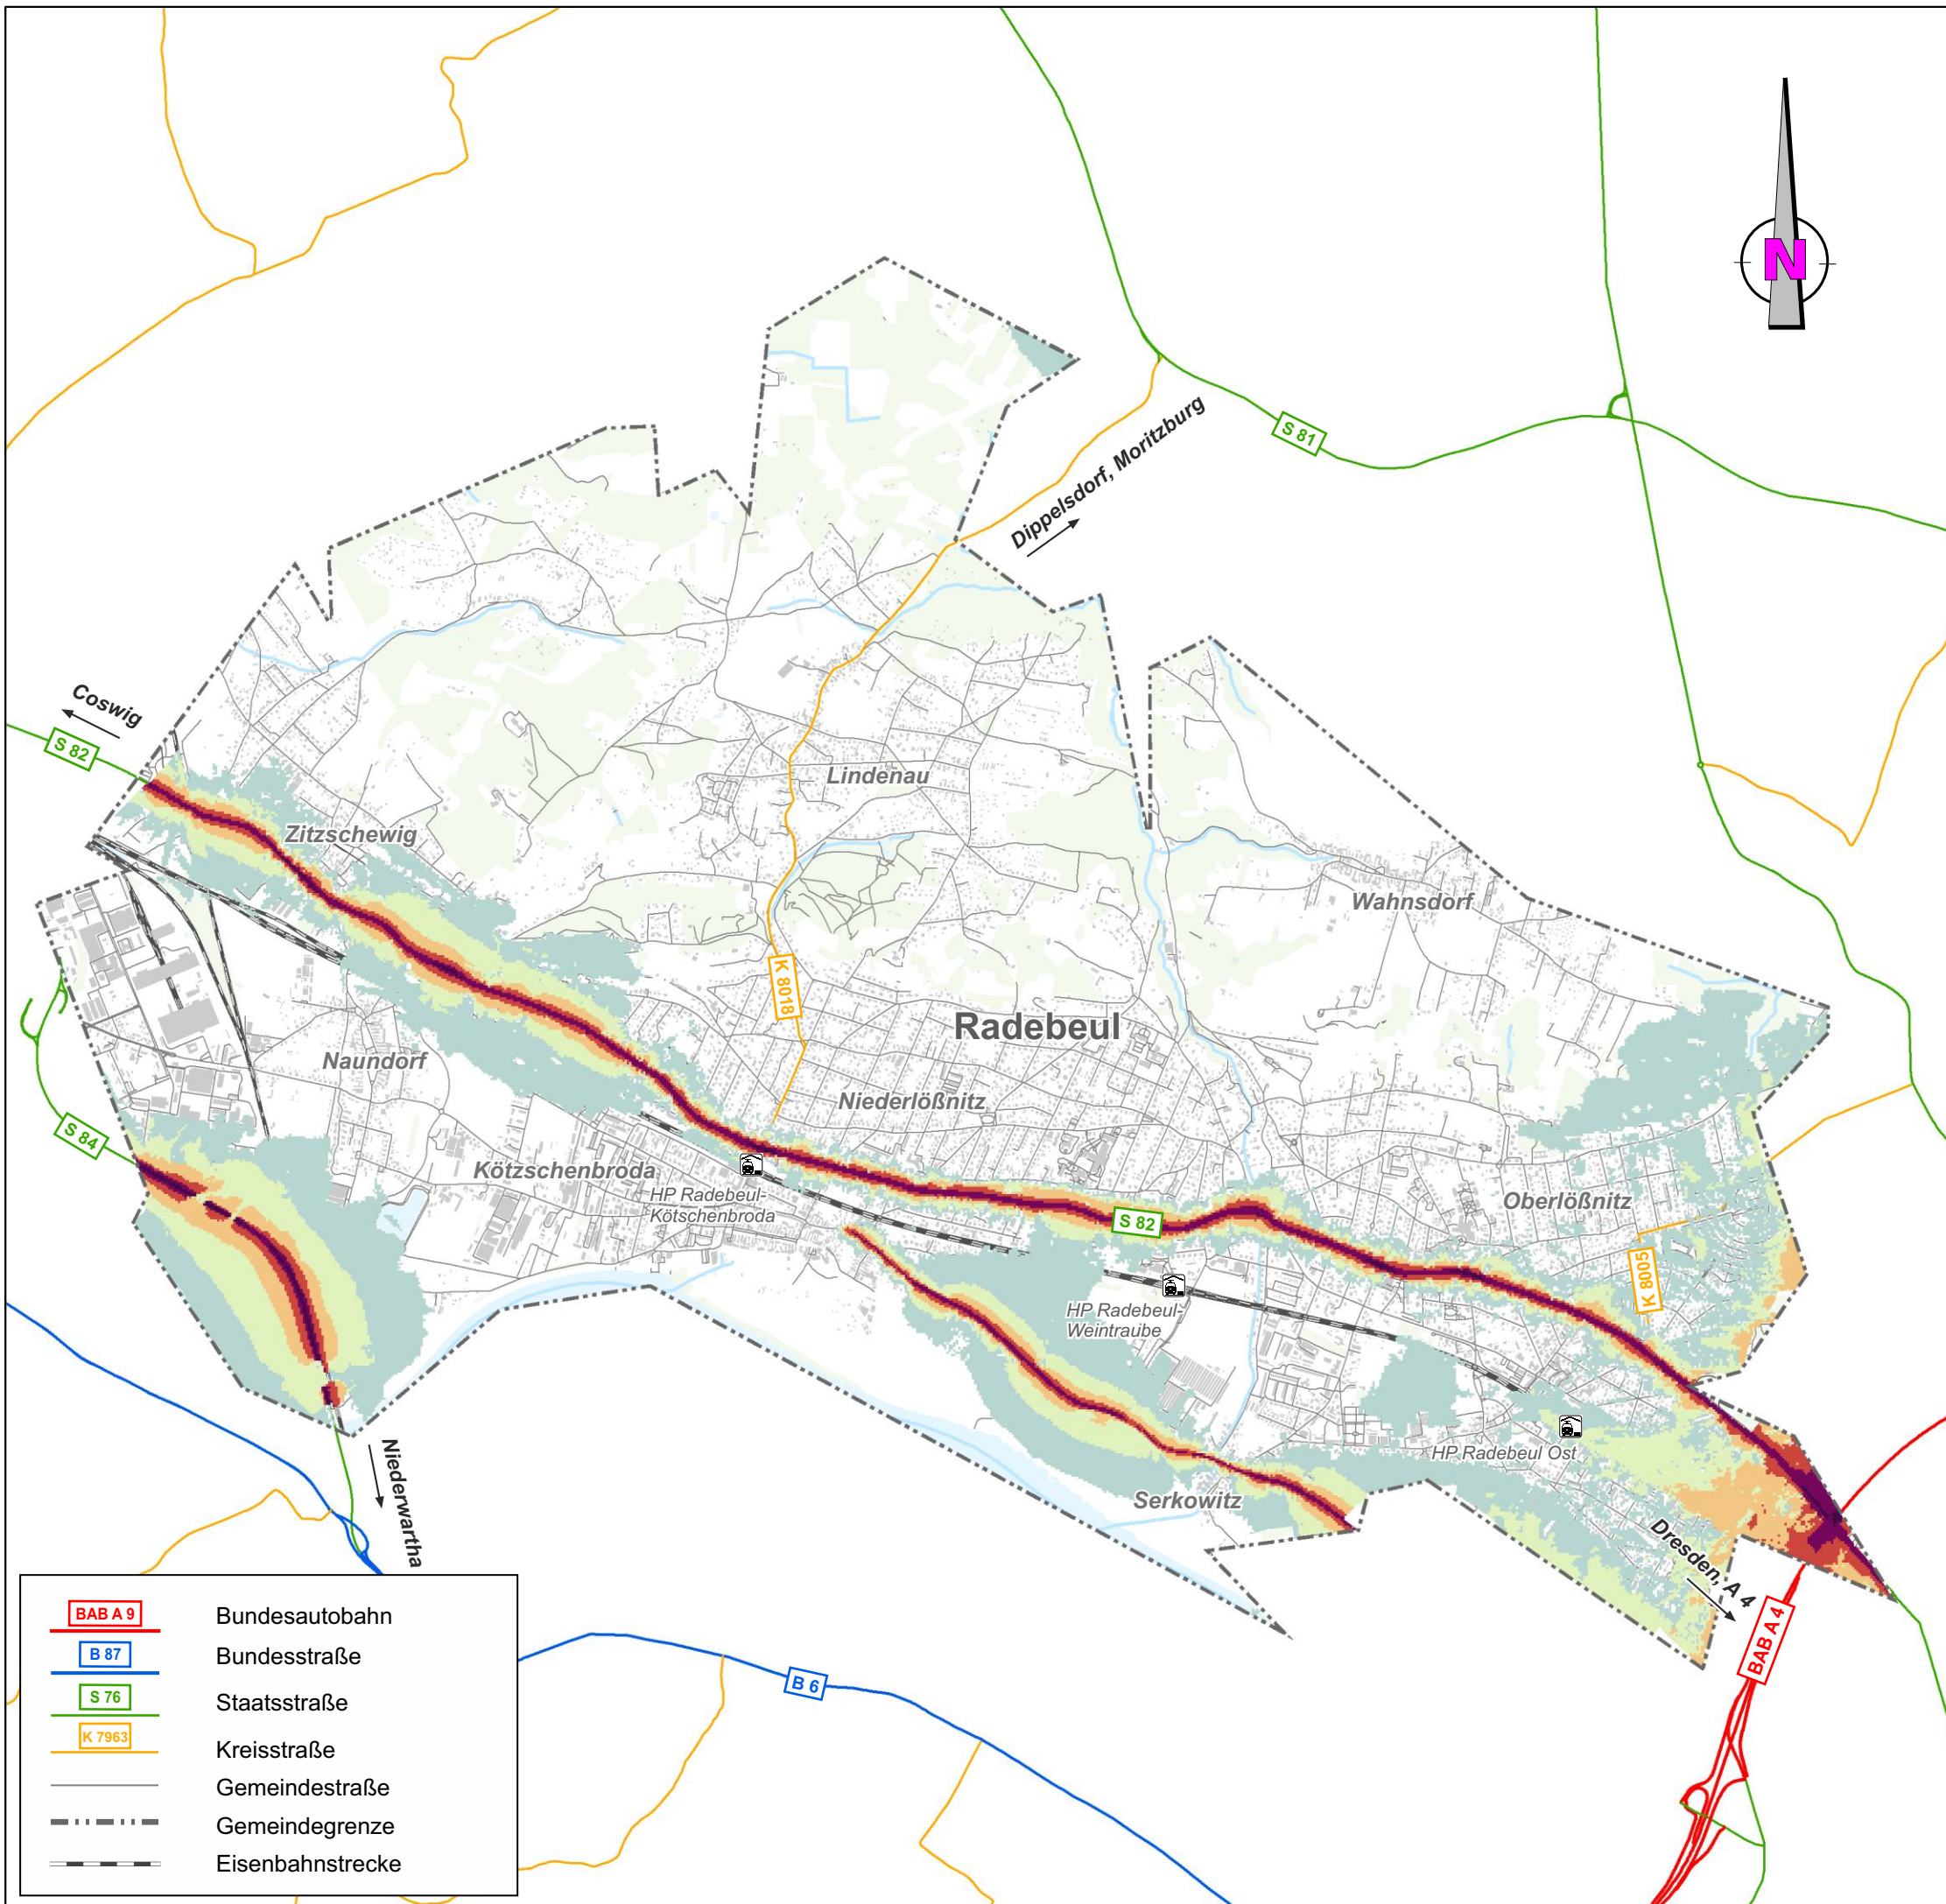 N
S 81
Dippelsdorf, Moritzburg
Coswig
S 82
Lindenau
Zitzschewig
Wahnsdorf
K 8018
Radebeul
Naundorf
Niederlößnitz
S 84
Kötzschenbroda
HP Radebeul-
Kötschenbroda
Oberlößnitz
S 82
K 8005
HP Radebeul-
Weintraube
HP Radebeul Ost
Niederwartha
Serkowitz
Dresden, A 4
BAB A 4
B 6
BAB A 9 Bundesautobahn
B 87 Bundesstraße
S 76 Staatsstraße
K 7963 Kreisstraße
Gemeindestraße
Gemeindegrenze
Eisenbahnstrecke